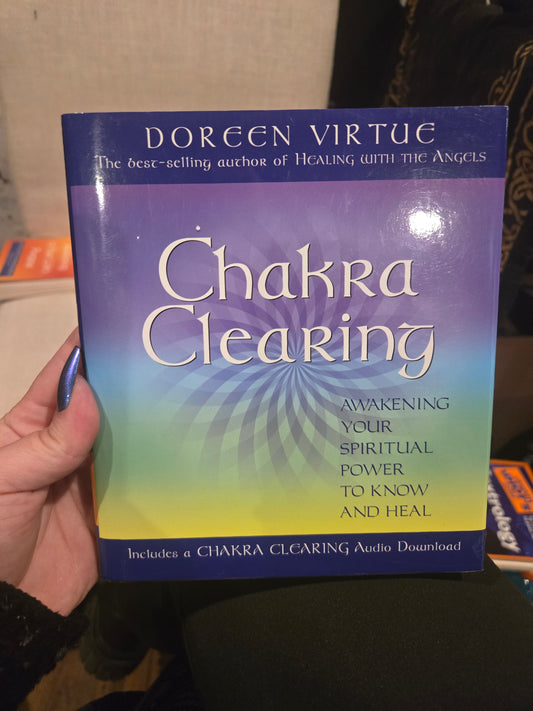 DOREEN VIRTUE
The best-selling author of HEALING WITH THE ANGELS
Chakra
Clearing
AWAKENING
YOUR
SPIRITUAL
POWER
TO KNOW
AND HEAL
Includes a CHAKRA CLEARING Audio Download